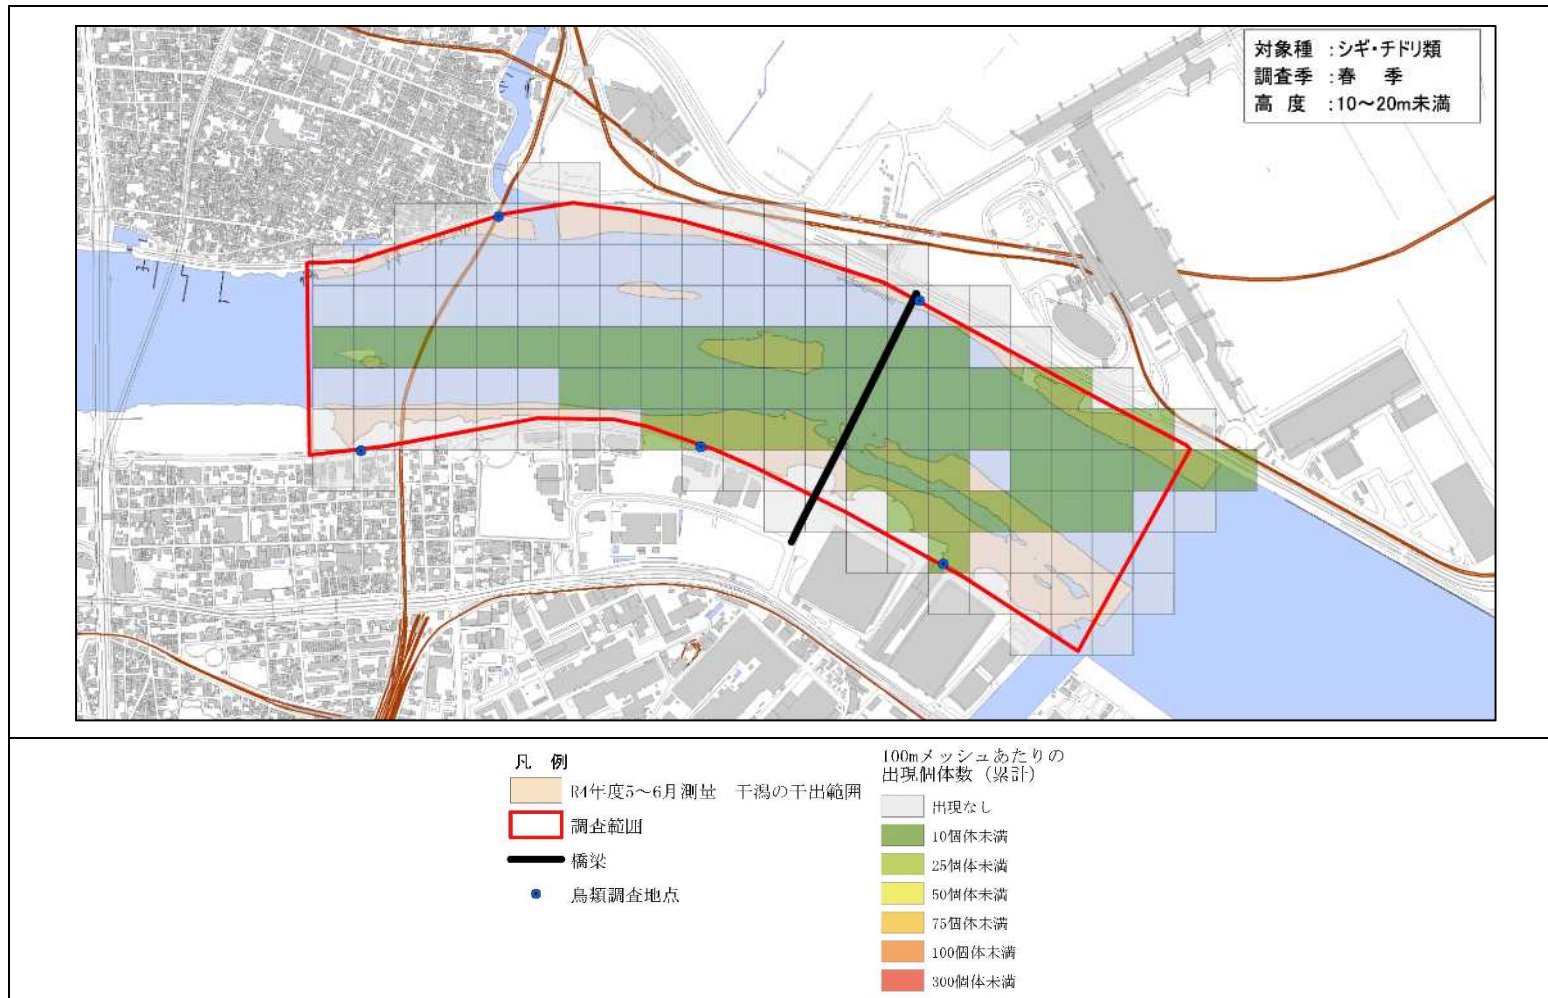 対象種 ：シギ・チドリ類
調査季 ：春　季
高 度 ：10～20m未満
凡　例
R4年度5～6月測量　干潟の干出範囲
調査範囲
橋梁
鳥類調査地点
100mメッシュあたりの
出現個体数（累計）
出現なし
10個体未満
25個体未満
50個体未満
75個体未満
100個体未満
300個体未満